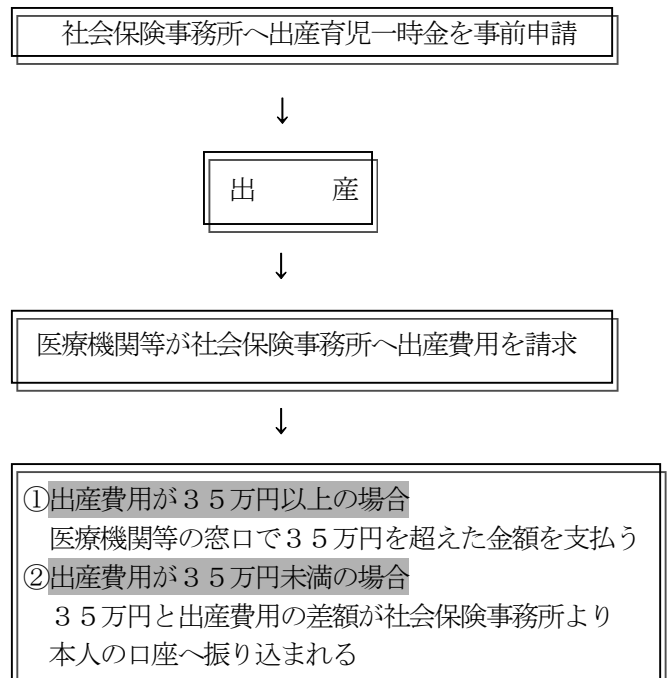 社会保険事務所へ出産育児一時金を事前申請
↓
出　　産
↓
医療機関等が社会保険事務所へ出産費用を請求
↓
①出産費用が３５万円以上の場合
医療機関等の窓口で３５万円を超えた金額を支払う
②出産費用が３５万円未満の場合
３５万円と出産費用の差額が社会保険事務所より
本人の口座へ振り込まれる